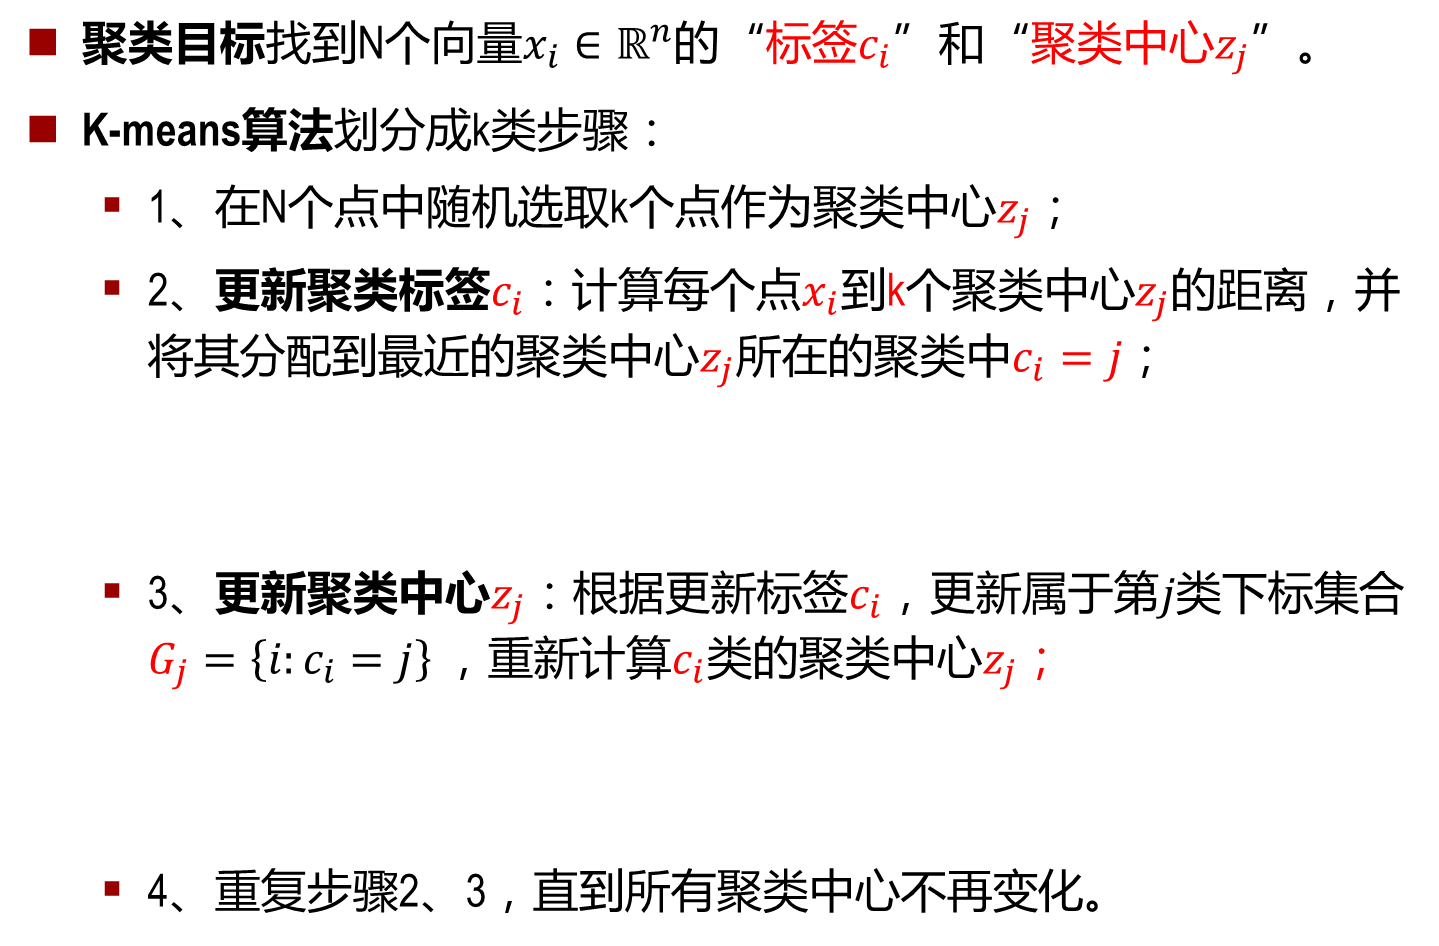 聚类目标找到N个向量xᵢ ∈ ℝⁿ的“标签cᵢ”和“聚类中心zⱼ”。
K-means算法划分成k类步骤：
1、在N个点中随机选取k个点作为聚类中心zⱼ；
2、更新聚类标签cᵢ：计算每个点xᵢ到k个聚类中心zⱼ的距离，并
将其分配到最近的聚类中心zⱼ所在的聚类中cᵢ = j；
3、更新聚类中心zⱼ：根据更新标签cᵢ，更新属于第j类下标集合
Gⱼ = {i: cᵢ = j}，重新计算cᵢ类的聚类中心zⱼ；
4、重复步骤2、3，直到所有聚类中心不再变化。